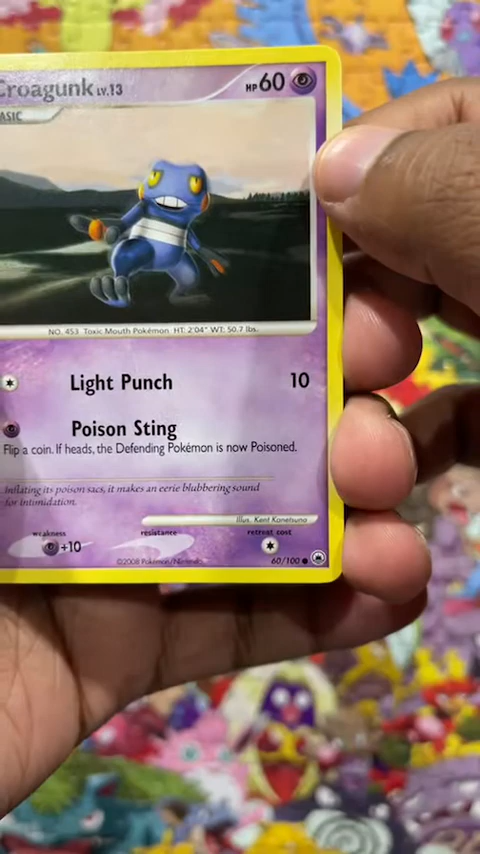 Croagunk LV.13 HP 60
BASIC
NO. 453 Toxic Mouth Pokémon HT: 2'04" WT: 50.7 lbs.
Light Punch 10
Poison Sting
Flip a coin. If heads, the Defending Pokémon is now Poisoned.
Inflating its poison sacs, it makes an eerie blubbering sound
for intimidation.
Illus. Kent Kanetsuna
weakness resistance retreat cost
+10
©2008 Pokémon/Nintendo 60/100